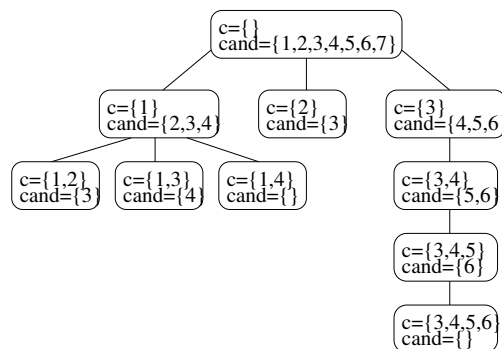 c={}
cand={1,2,3,4,5,6,7}
c={1}
cand={2,3,4}
c={2}
cand={3}
c={3}
cand={4,5,6}
c={1,2}
cand={3}
c={1,3}
cand={4}
c={1,4}
cand={}
c={3,4}
cand={5,6}
c={3,4,5}
cand={6}
c={3,4,5,6}
cand={}